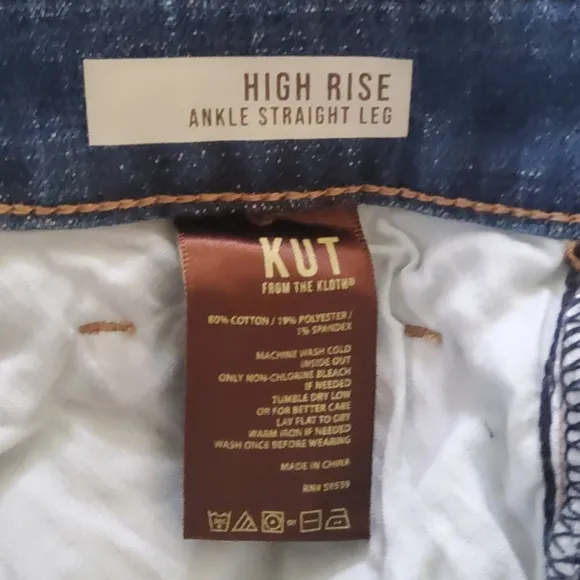 HIGH RISE
ANKLE STRAIGHT LEG
KUT
FROM THE KLOTH®
80% COTTON / 19% POLYESTER /
1% SPANDEX
MACHINE WASH COLD
INSIDE OUT
ONLY NON-CHLORINE BLEACH
IF NEEDED
TUMBLE DRY LOW
OR FOR BETTER CARE
LAY FLAT TO DRY
WARM IRON IF NEEDED
WASH ONCE BEFORE WEARING
MADE IN CHINA
RN#
or